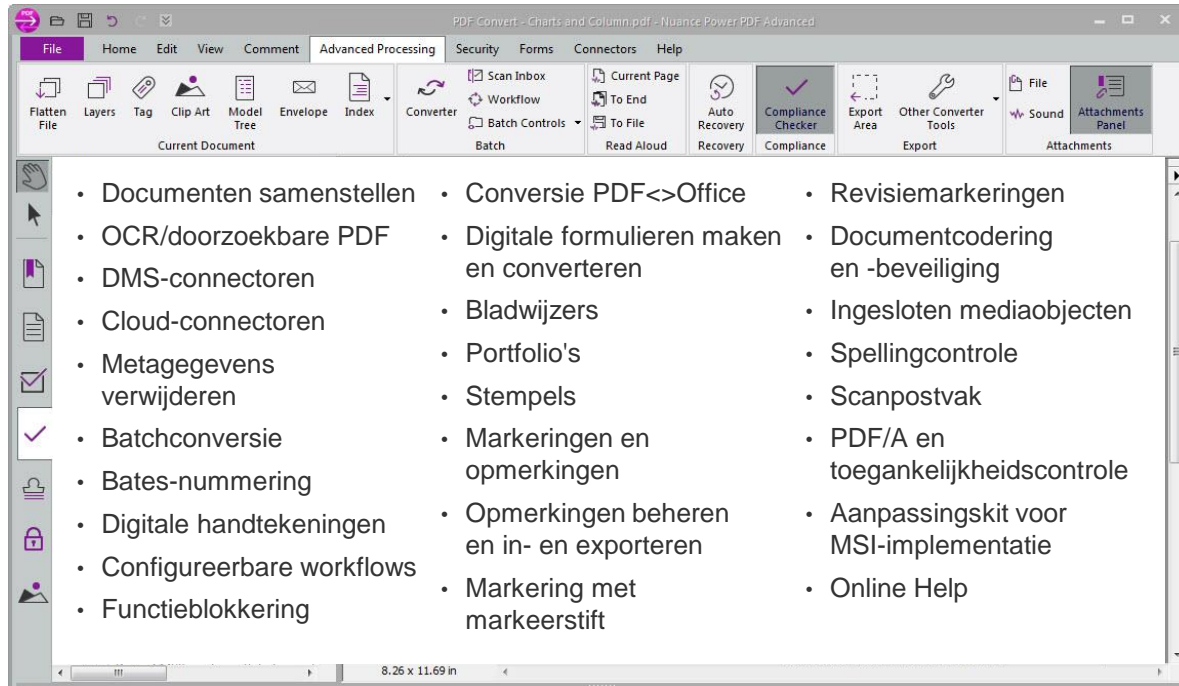 PDF
PDF Convert - Charts and Column.pdf - Nuance Power PDF Advanced
File Home Edit View Comment Advanced Processing Security Forms Connectors Help
Flatten File
Layers
Tag
Clip Art
Model Tree
Envelope
Index
Current Document
Converter
Scan Inbox
Workflow
Batch Controls
Batch
Current Page
To End
To File
Read Aloud
Auto Recovery
Recovery
Compliance Checker
Compliance
Export Area
Other Converter Tools
Export
File
Sound
Attachments Panel
Attachments
• Documenten samenstellen
• OCR/doorzoekbare PDF
• DMS-connectoren
• Cloud-connectoren
• Metagegevens
verwijderen
• Batchconversie
• Bates-nummering
• Digitale handtekeningen
• Configureerbare workflows
• Functieblokkering
• Conversie PDF<>Office
• Digitale formulieren maken
en converteren
• Bladwijzers
• Portfolio's
• Stempels
• Markeringen en
opmerkingen
• Opmerkingen beheren
en in- en exporteren
• Markering met
markeerstift
• Revisiemarkeringen
• Documentcodering
en -beveiliging
• Ingesloten mediaobjecten
• Spellingcontrole
• Scanpostvak
• PDF/A en
toegankelijkheidscontrole
• Aanpassingskit voor
MSI-implementatie
• Online Help
8.26 x 11.69 in